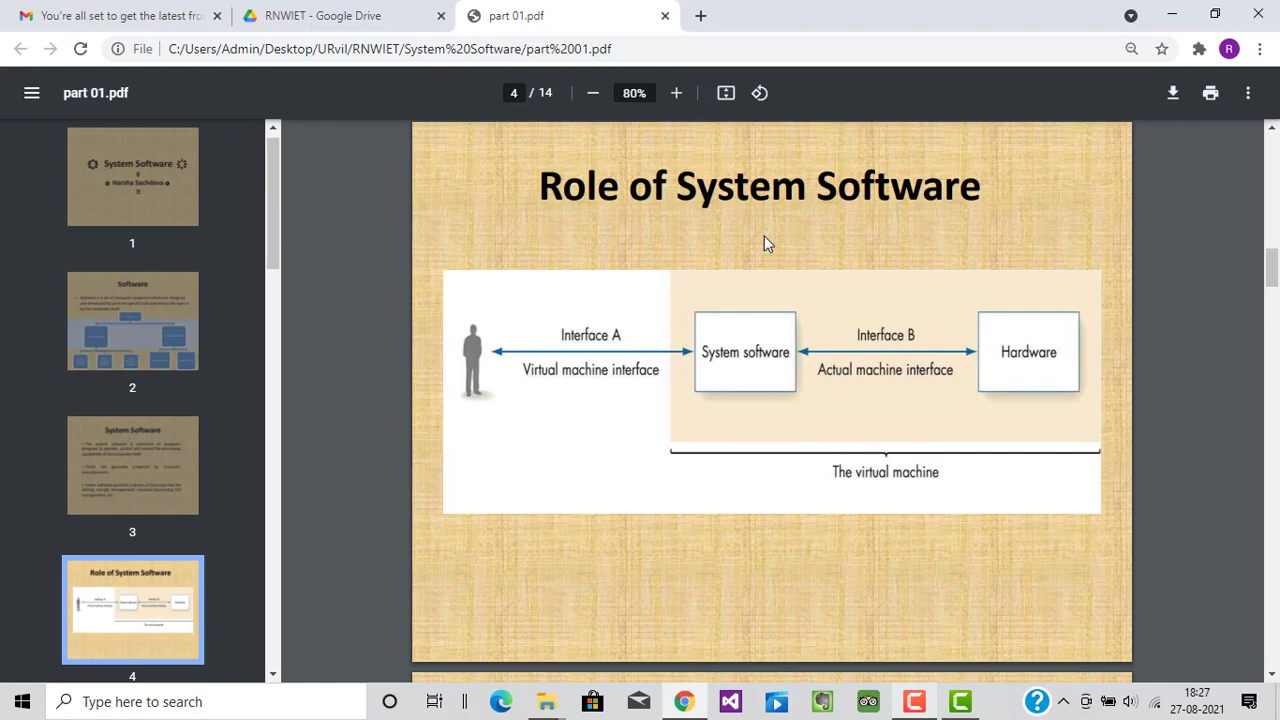 You're all set to get the latest fro
RNWIET - Google Drive
part 01.pdf
File
C:/Users/Admin/Desktop/URvil/RNWIET/System%20Software/part%2001.pdf
R
part 01.pdf
4 / 14
80%
System Software
Harsha Sachdeva
1
Software
2
System Software
3
Role of System Software
4
Role of System Software
Interface A
Virtual machine interface
System software
Interface B
Actual machine interface
Hardware
The virtual machine
Type here to search
18:27
27-08-2021